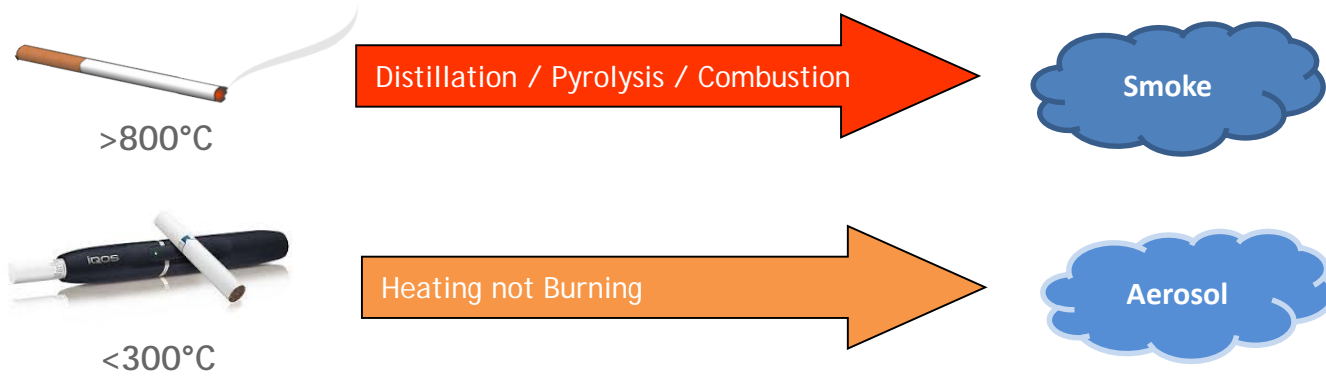 Distillation / Pyrolysis / Combustion
Smoke
>800°C
IQOS
Heating not Burning
Aerosol
<300°C